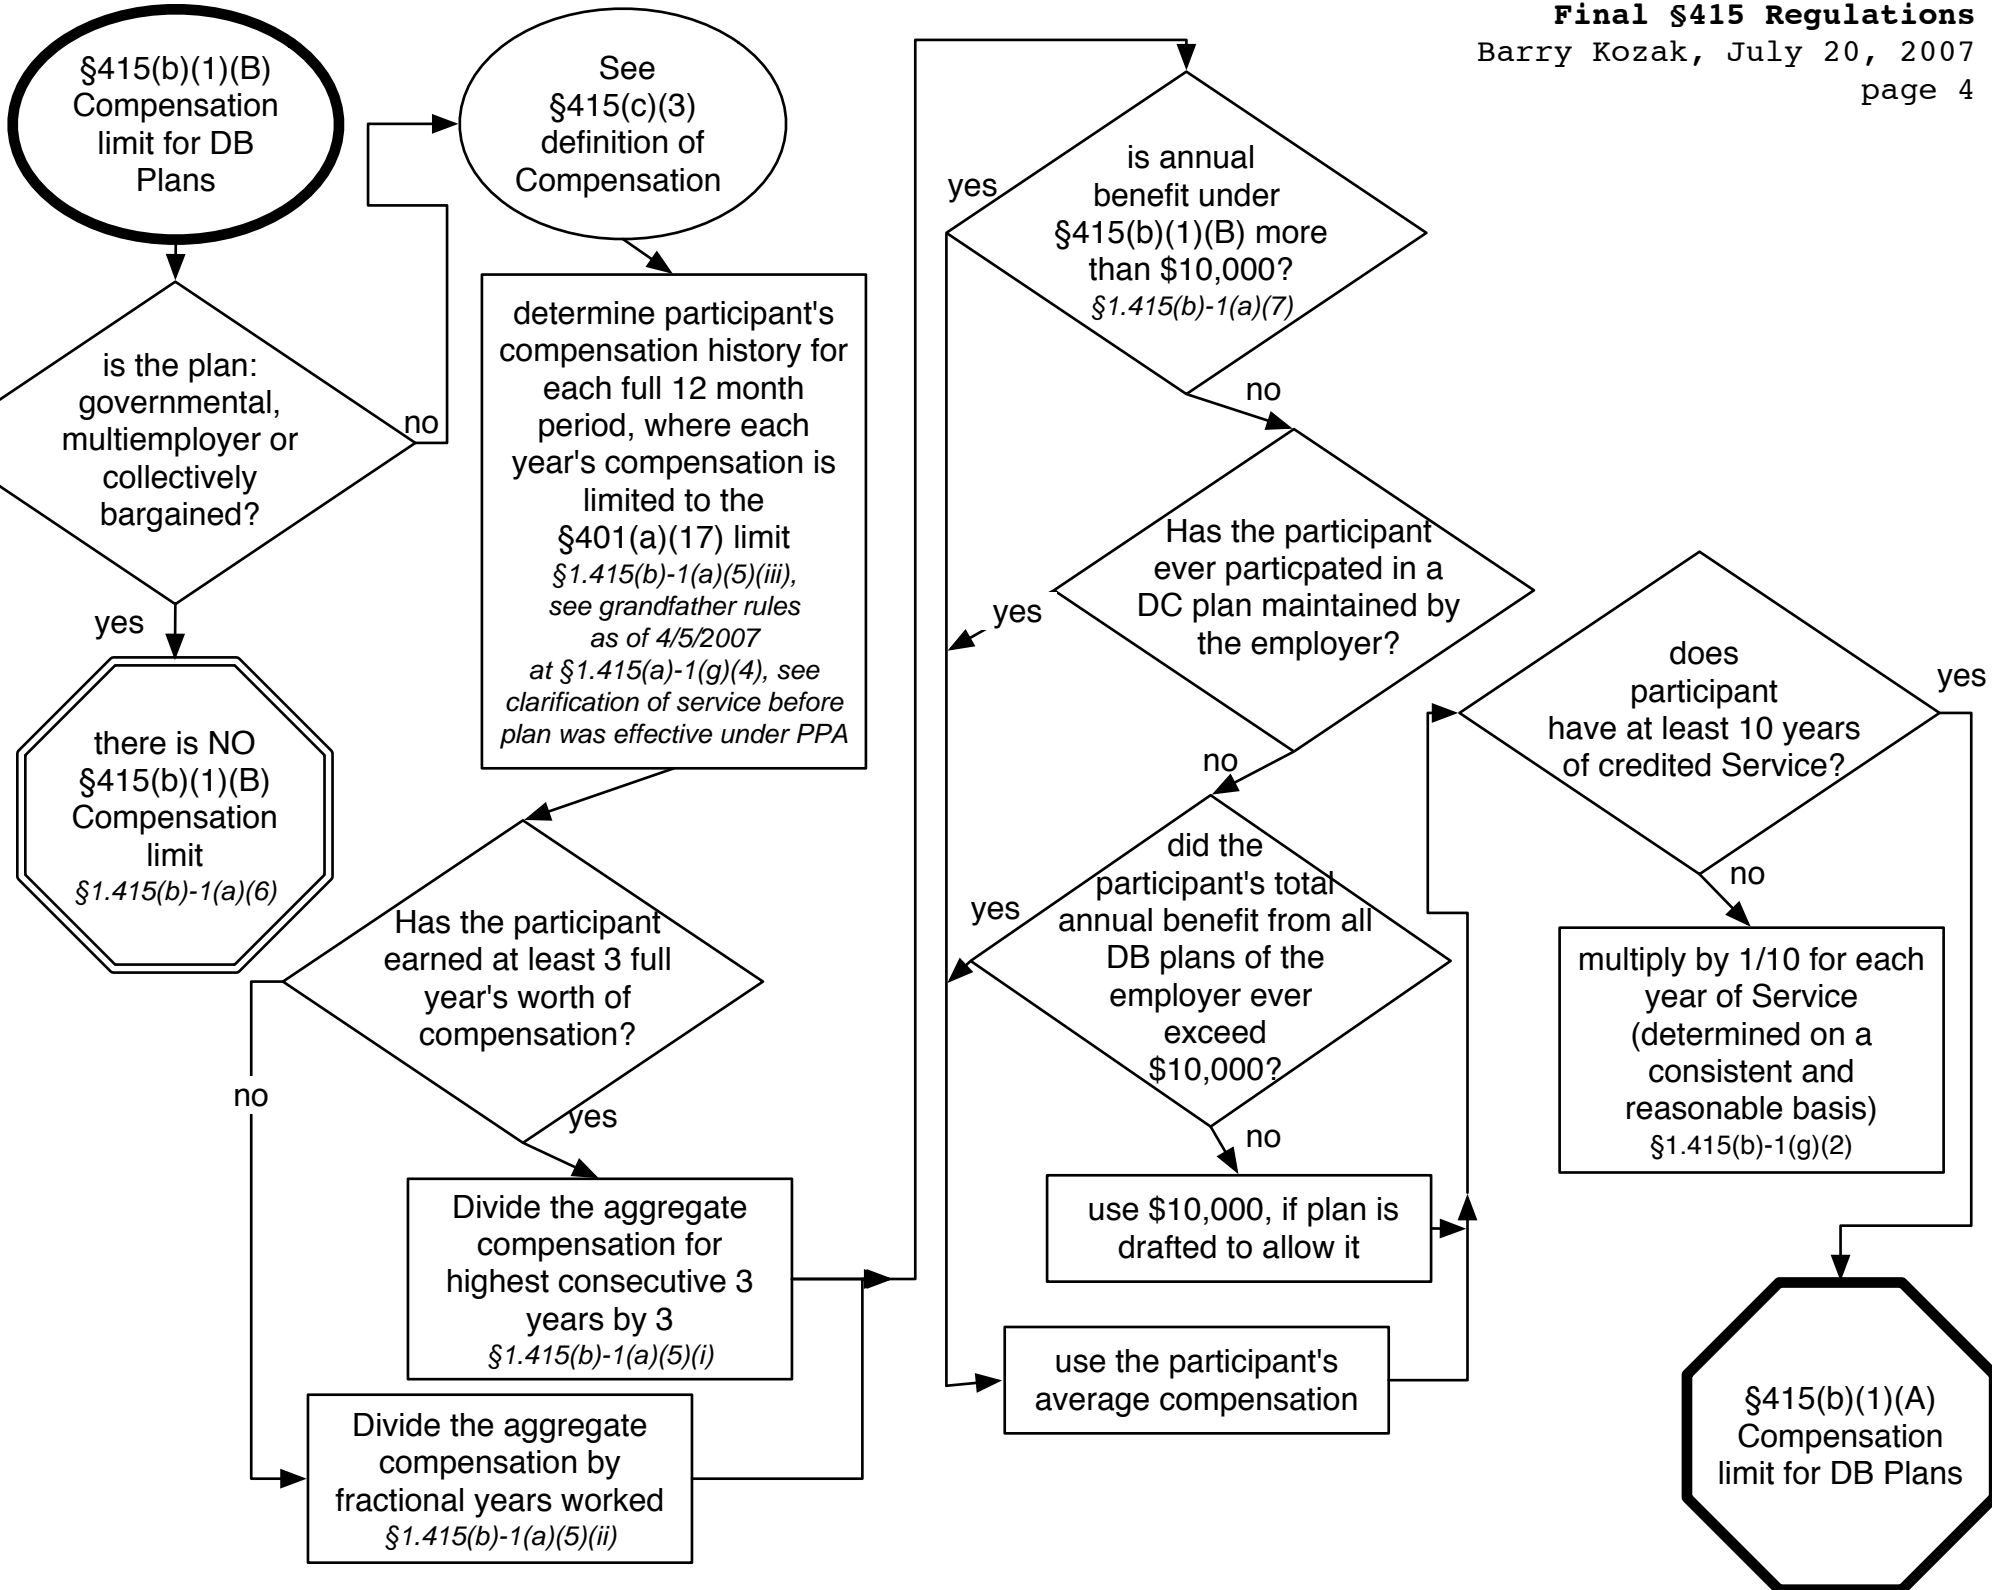 Final §415 Regulations
Barry Kozak, July 20, 2007
page 4
§415(b)(1)(B)
Compensation
limit for DB
Plans
is the plan:
governmental,
multiemployer or
collectively
bargained?
no
yes
there is NO
§415(b)(1)(B)
Compensation
limit
§1.415(b)-1(a)(6)
See
§415(c)(3)
definition of
Compensation
determine participant's
compensation history for
each full 12 month
period, where each
year's compensation is
limited to the
§401(a)(17) limit
§1.415(b)-1(a)(5)(iii),
see grandfather rules
as of 4/5/2007
at §1.415(a)-1(g)(4), see
clarification of service before
plan was effective under PPA
Has the participant
earned at least 3 full
year's worth of
compensation?
no
yes
Divide the aggregate
compensation for
highest consecutive 3
years by 3
§1.415(b)-1(a)(5)(i)
Divide the aggregate
compensation by
fractional years worked
§1.415(b)-1(a)(5)(ii)
is annual
benefit under
§415(b)(1)(B) more
than $10,000?
§1.415(b)-1(a)(7)
yes
no
Has the participant
ever particpated in a
DC plan maintained by
the employer?
yes
no
did the
participant's total
annual benefit from all
DB plans of the
employer ever
exceed
$10,000?
yes
no
use $10,000, if plan is
drafted to allow it
use the participant's
average compensation
does
participant
have at least 10 years
of credited Service?
yes
no
multiply by 1/10 for each
year of Service
(determined on a
consistent and
reasonable basis)
§1.415(b)-1(g)(2)
§415(b)(1)(A)
Compensation
limit for DB Plans